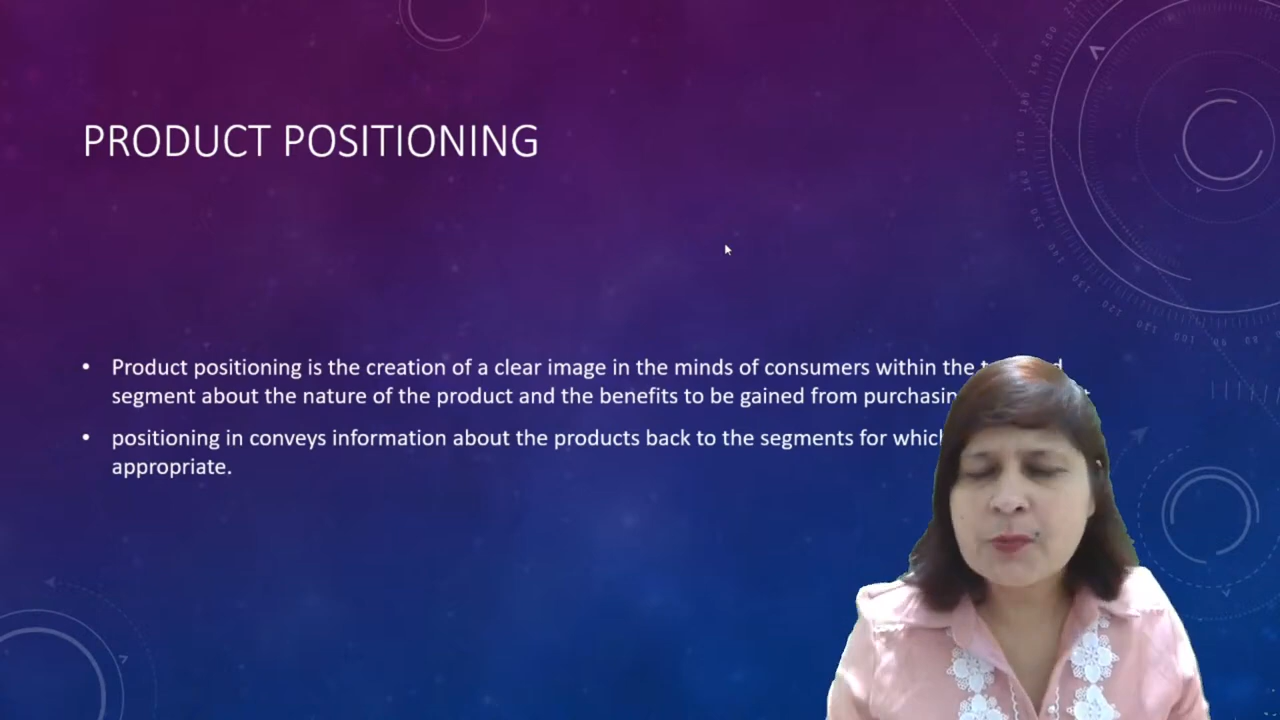 PRODUCT POSITIONING
• Product positioning is the creation of a clear image in the minds of consumers within the
segment about the nature of the product and the benefits to be gained from
• positioning in conveys information about the products back to the segments for
appropriate.